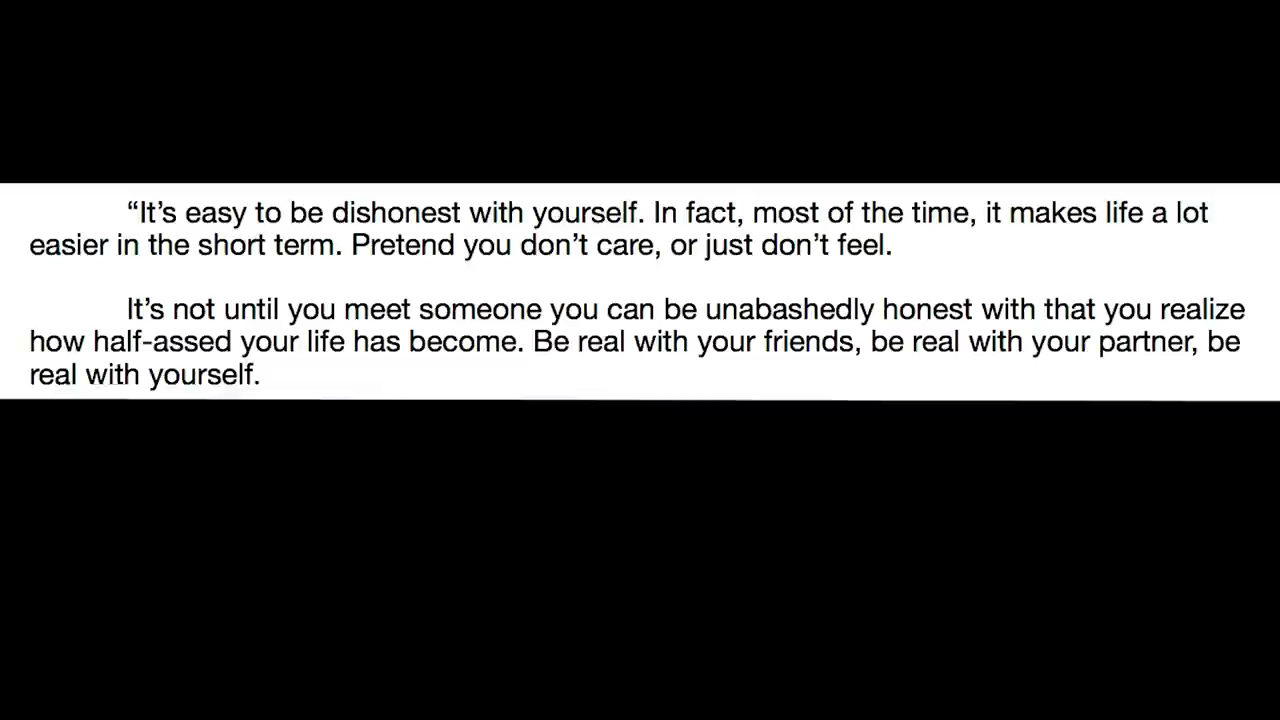 “It’s easy to be dishonest with yourself. In fact, most of the time, it makes life a lot
easier in the short term. Pretend you don’t care, or just don’t feel.
It’s not until you meet someone you can be unabashedly honest with that you realize
how half-assed your life has become. Be real with your friends, be real with your partner, be
real with yourself.